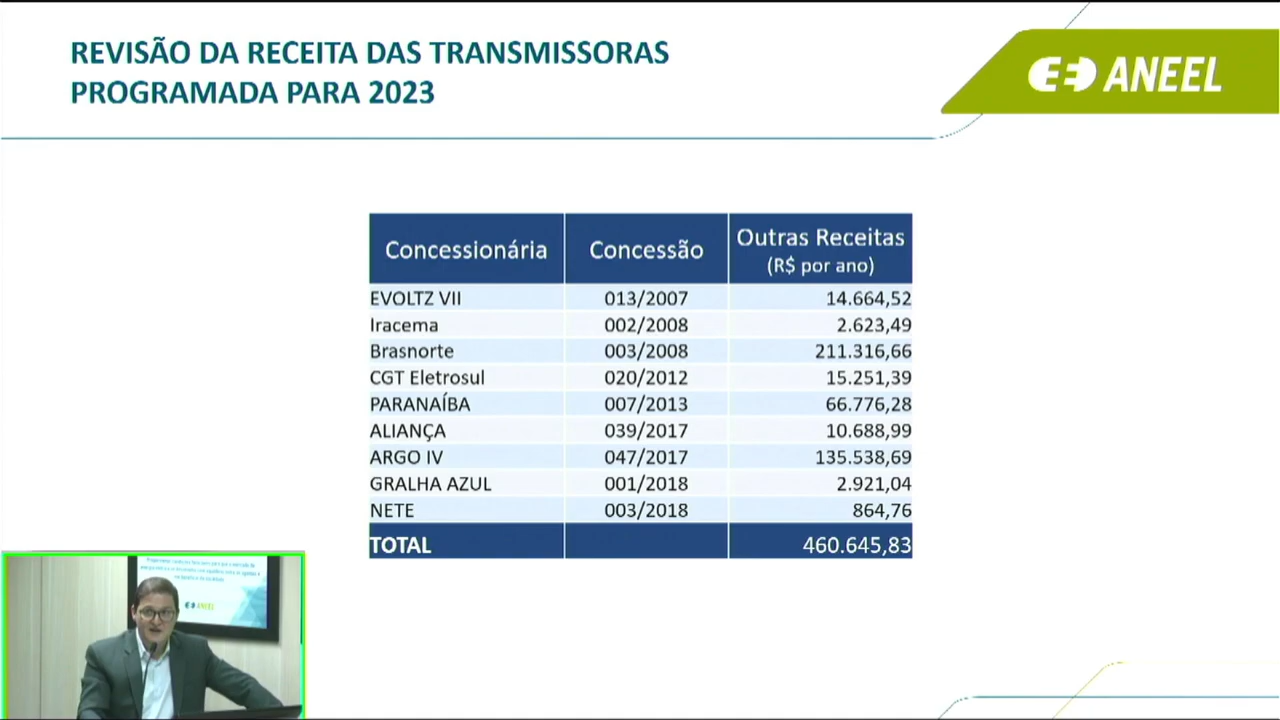 REVISÃO DA RECEITA DAS TRANSMISSORAS
PROGRAMADA PARA 2023
ANEEL
Concessionária Concessão Outras Receitas
(R$ por ano)
EVOLTZ VII 013/2007 14.664,52
Iracema 002/2008 2.623,49
Brasnorte 003/2008 211.316,66
CGT Eletrosul 020/2012 15.251,39
PARANAÍBA 007/2013 66.776,28
ALIANÇA 039/2017 10.688,99
ARGO IV 047/2017 135.538,69
GRALHA AZUL 001/2018 2.921,04
NETE 003/2018 864,76
TOTAL 460.645,83
ANEEL